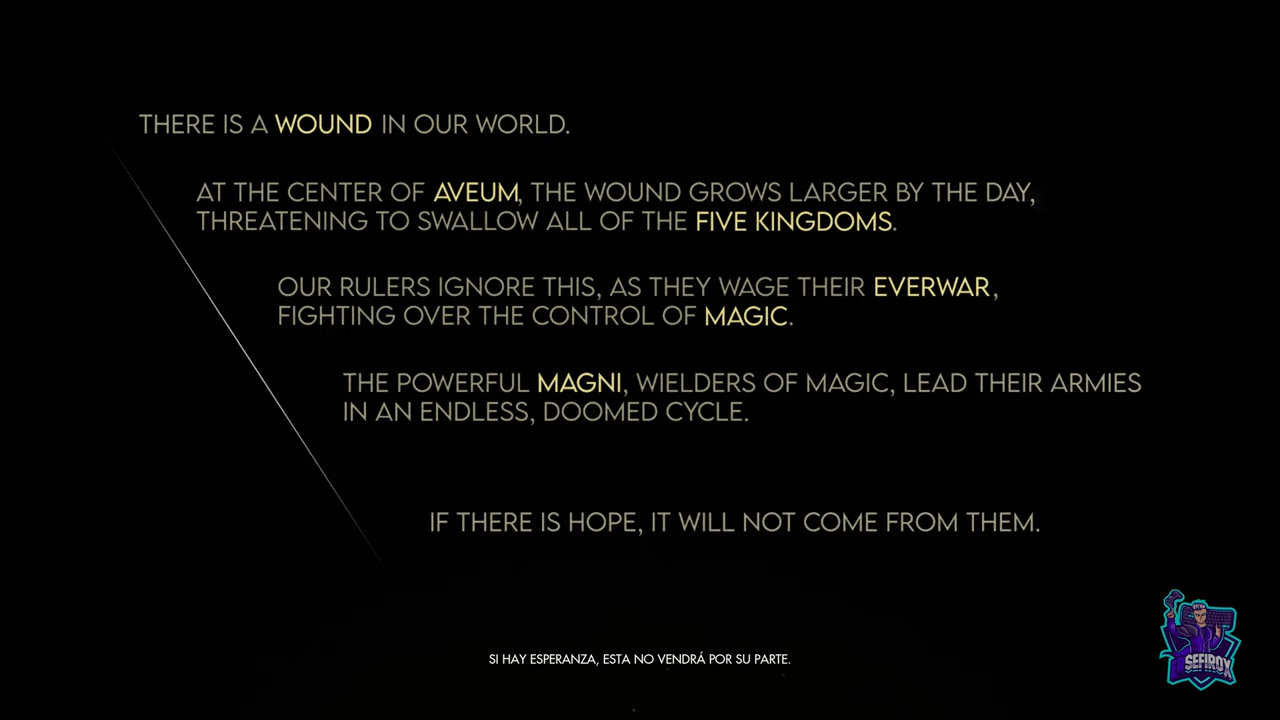 THERE IS A WOUND IN OUR WORLD.
AT THE CENTER OF AVEUM, THE WOUND GROWS LARGER BY THE DAY,
THREATENING TO SWALLOW ALL OF THE FIVE KINGDOMS.
OUR RULERS IGNORE THIS, AS THEY WAGE THEIR EVERWAR,
FIGHTING OVER THE CONTROL OF MAGIC.
THE POWERFUL MAGNI, WIELDERS OF MAGIC, LEAD THEIR ARMIES
IN AN ENDLESS, DOOMED CYCLE.
IF THERE IS HOPE, IT WILL NOT COME FROM THEM.
SI HAY ESPERANZA, ESTA NO VENDRÁ POR SU PARTE.
SEFIROX